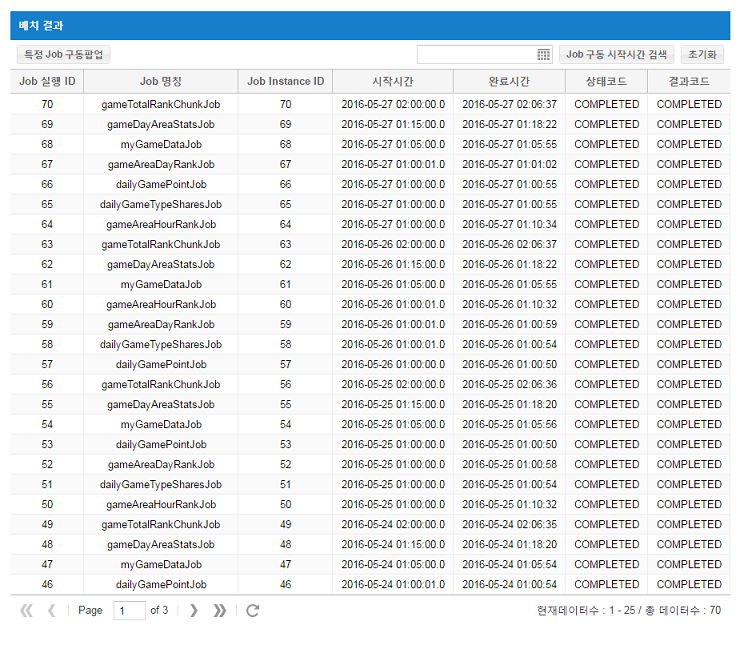 배치 결과
특정 Job 구동팝업 Job 구동 시작시간 검색 초기화
Job 실행 ID Job 명칭 Job Instance ID 시작시간 완료시간 상태코드 결과코드
70 gameTotalRankChunkJob 70 2016-05-27 02:00:00.0 2016-05-27 02:06:37 COMPLETED COMPLETED
69 gameDayAreaStatsJob 69 2016-05-27 01:15:00.0 2016-05-27 01:18:22 COMPLETED COMPLETED
68 myGameDataJob 68 2016-05-27 01:05:00.0 2016-05-27 01:05:55 COMPLETED COMPLETED
67 gameAreaDayRankJob 67 2016-05-27 01:00:01.0 2016-05-27 01:01:02 COMPLETED COMPLETED
66 dailyGamePointJob 66 2016-05-27 01:00:00.0 2016-05-27 01:00:55 COMPLETED COMPLETED
65 dailyGameTypeSharesJob 65 2016-05-27 01:00:00.0 2016-05-27 01:00:55 COMPLETED COMPLETED
64 gameAreaHourRankJob 64 2016-05-27 01:00:00.0 2016-05-27 01:10:34 COMPLETED COMPLETED
63 gameTotalRankChunkJob 63 2016-05-26 02:00:00.0 2016-05-26 02:06:37 COMPLETED COMPLETED
62 gameDayAreaStatsJob 62 2016-05-26 01:15:00.0 2016-05-26 01:18:22 COMPLETED COMPLETED
61 myGameDataJob 61 2016-05-26 01:05:00.0 2016-05-26 01:05:55 COMPLETED COMPLETED
60 gameAreaHourRankJob 60 2016-05-26 01:00:01.0 2016-05-26 01:10:32 COMPLETED COMPLETED
59 gameAreaDayRankJob 59 2016-05-26 01:00:01.0 2016-05-26 01:00:59 COMPLETED COMPLETED
58 dailyGameTypeSharesJob 58 2016-05-26 01:00:01.0 2016-05-26 01:00:54 COMPLETED COMPLETED
57 dailyGamePointJob 57 2016-05-26 01:00:00.0 2016-05-26 01:00:50 COMPLETED COMPLETED
56 gameTotalRankChunkJob 56 2016-05-25 02:00:00.0 2016-05-25 02:06:36 COMPLETED COMPLETED
55 gameDayAreaStatsJob 55 2016-05-25 01:15:00.0 2016-05-25 01:18:20 COMPLETED COMPLETED
54 myGameDataJob 54 2016-05-25 01:05:00.0 2016-05-25 01:05:56 COMPLETED COMPLETED
53 dailyGamePointJob 53 2016-05-25 01:00:00.0 2016-05-25 01:00:50 COMPLETED COMPLETED
52 gameAreaDayRankJob 52 2016-05-25 01:00:00.0 2016-05-25 01:00:58 COMPLETED COMPLETED
51 dailyGameTypeSharesJob 51 2016-05-25 01:00:00.0 2016-05-25 01:00:54 COMPLETED COMPLETED
50 gameAreaHourRankJob 50 2016-05-25 01:00:00.0 2016-05-25 01:10:32 COMPLETED COMPLETED
49 gameTotalRankChunkJob 49 2016-05-24 02:00:00.0 2016-05-24 02:06:35 COMPLETED COMPLETED
48 gameDayAreaStatsJob 48 2016-05-24 01:15:00.0 2016-05-24 01:18:20 COMPLETED COMPLETED
47 myGameDataJob 47 2016-05-24 01:05:00.0 2016-05-24 01:05:54 COMPLETED COMPLETED
46 dailyGamePointJob 46 2016-05-24 01:00:01.0 2016-05-24 01:00:54 COMPLETED COMPLETED
Page 1 of 3 현재데이터수 : 1 - 25 / 총 데이터수 : 70